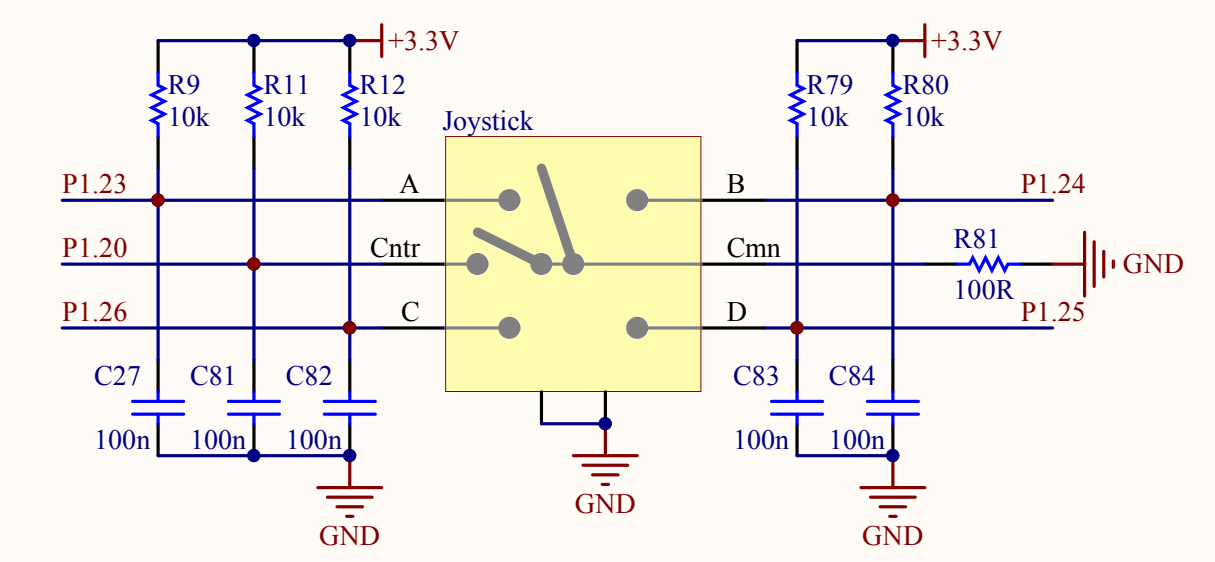 +3.3V
+3.3V
R9
R11
R12
R79
R80
10k
10k
10k
10k
10k
Joystick
P1.23
A
B
P1.24
P1.20
Cntr
Cmn
R81
100R
GND
P1.26
C
D
P1.25
C27
C81
C82
C83
C84
100n
100n
100n
100n
100n
GND
GND
GND